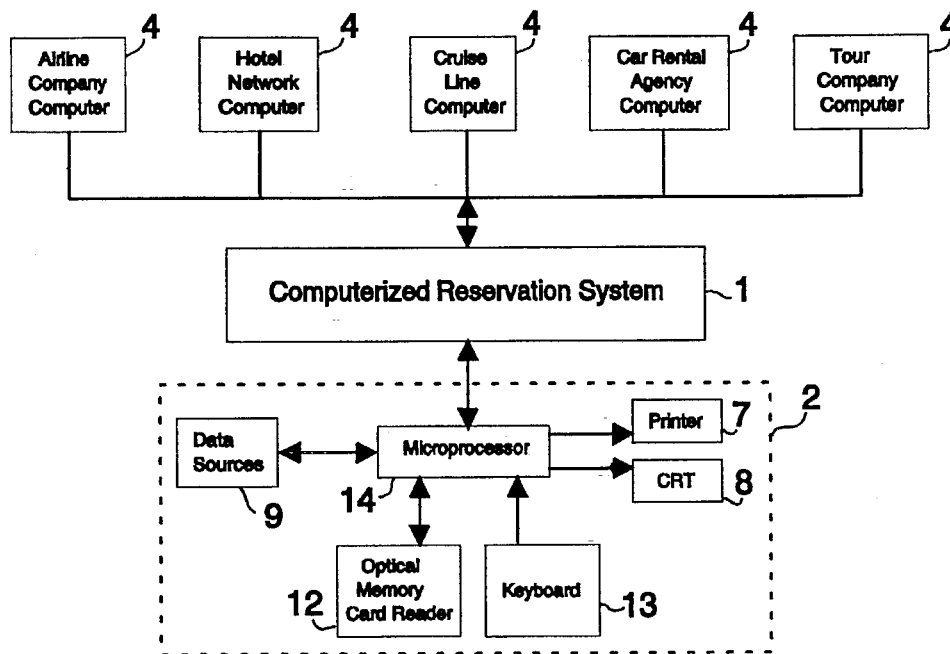 4
4
4
4
4
Airline
Company
Computer
Hotel
Network
Computer
Cruise
Line
Computer
Car Rental
Agency
Computer
Tour
Company
Computer
Computerized Reservation System
1
2
Data
Sources
9
Microprocessor
14
Printer
7
CRT
8
Optical
Memory
Card Reader
12
Keyboard
13